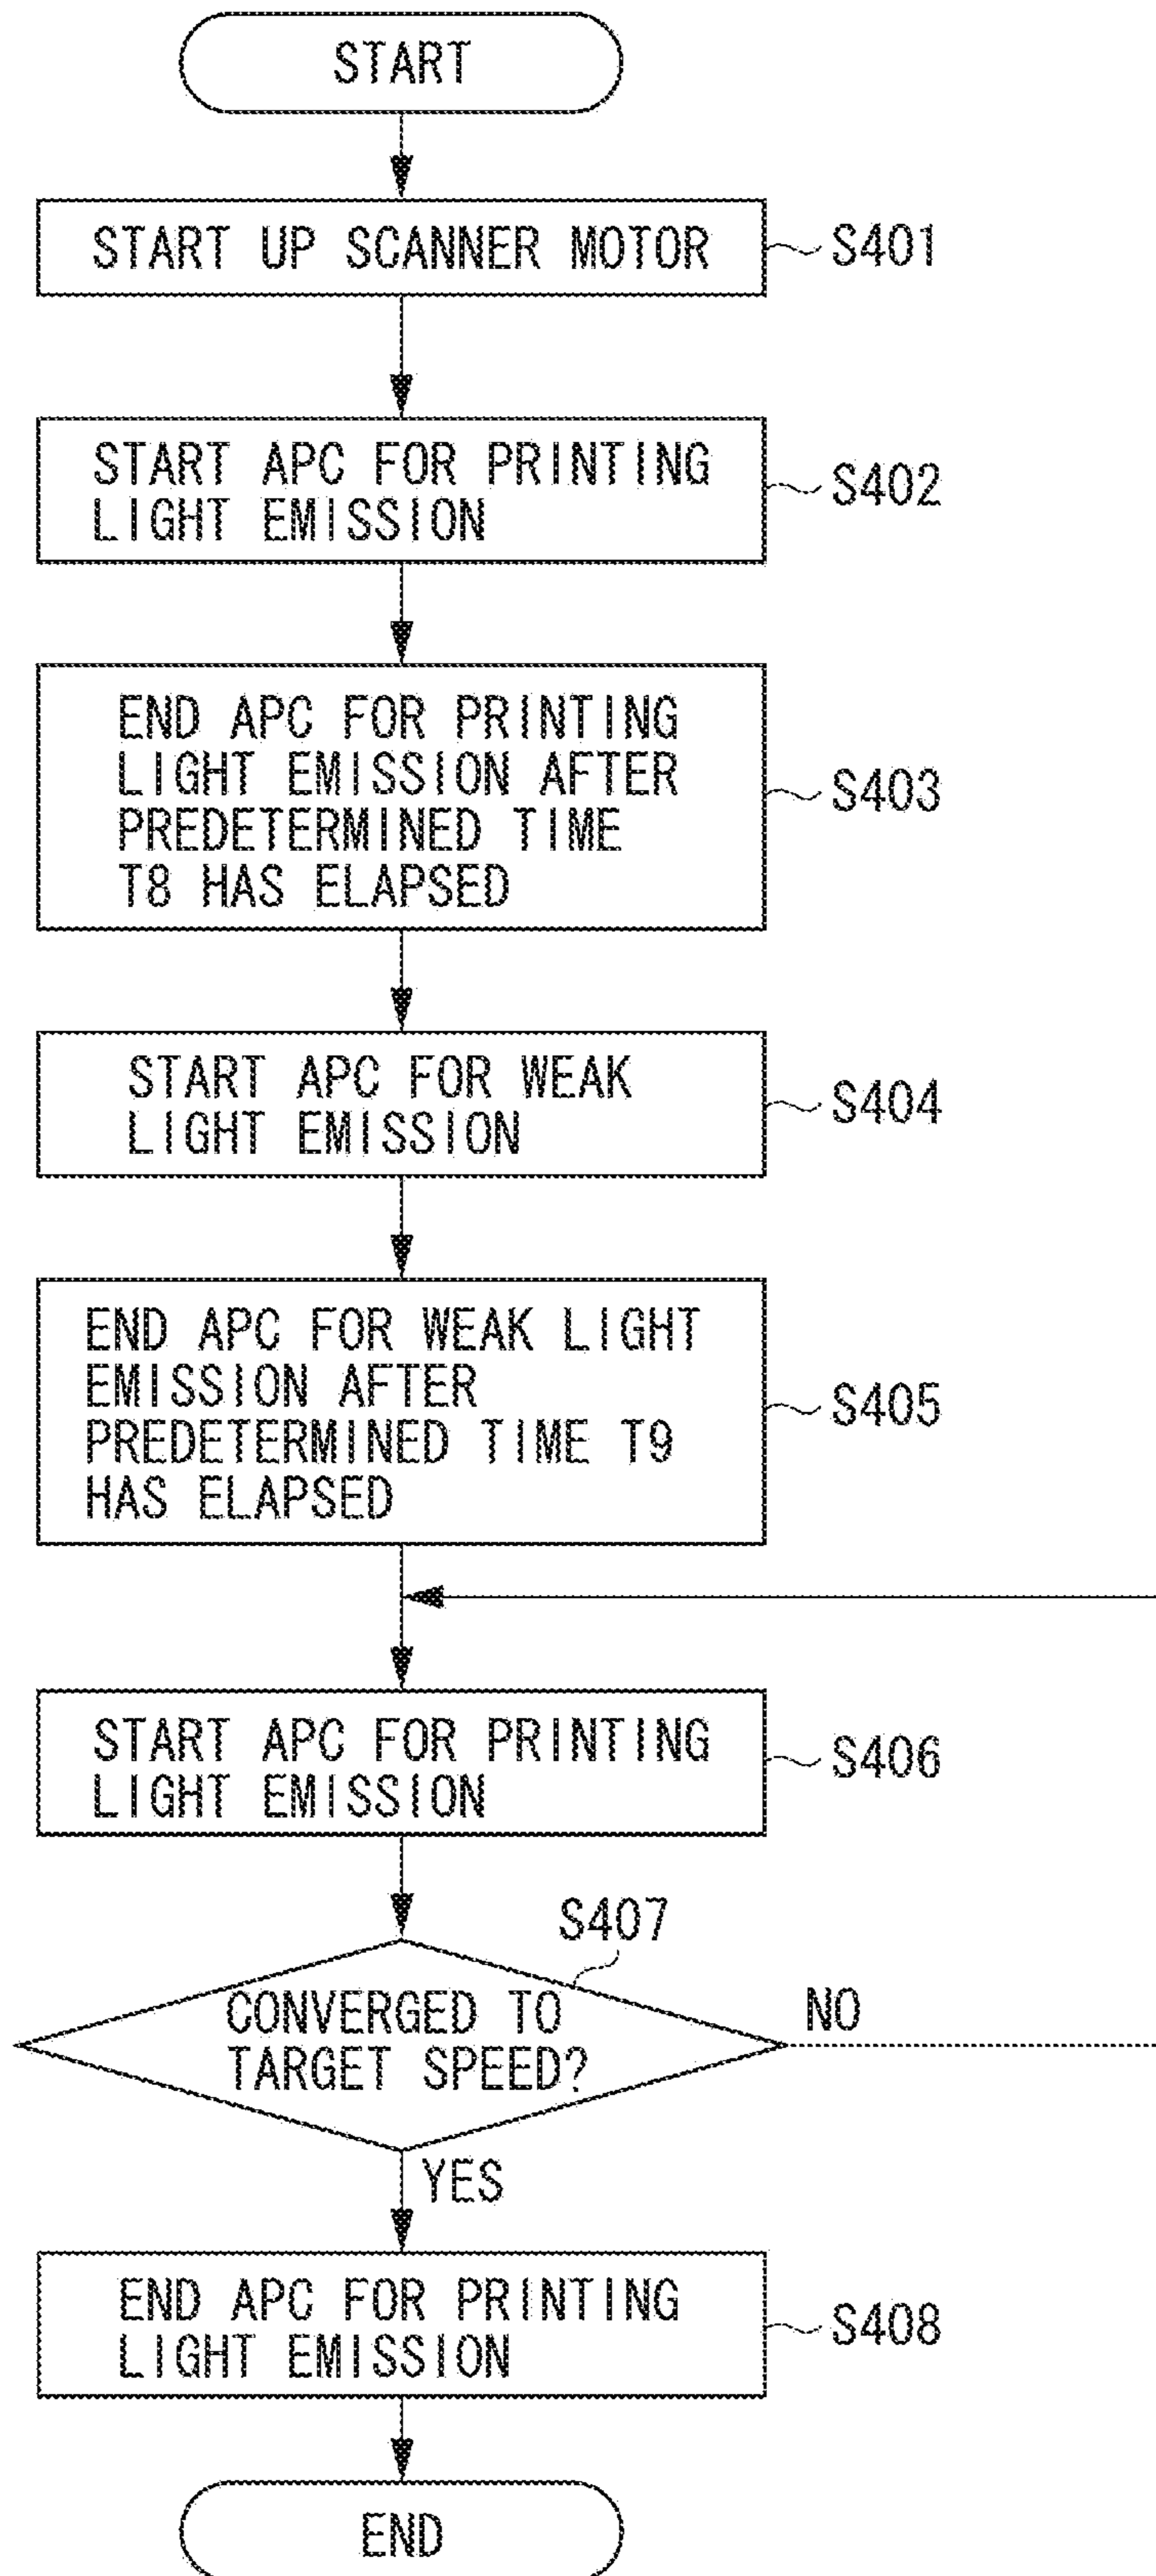 START
START UP SCANNER MOTOR
S401
START APC FOR PRINTING
LIGHT EMISSION
S402
END APC FOR PRINTING
LIGHT EMISSION AFTER
PREDETERMINED TIME
T8 HAS ELAPSED
S403
START APC FOR WEAK
LIGHT EMISSION
S404
END APC FOR WEAK LIGHT
EMISSION AFTER
PREDETERMINED TIME T9
HAS ELAPSED
S405
START APC FOR PRINTING
LIGHT EMISSION
S406
S407
CONVERGED TO
TARGET SPEED?
NO
YES
END APC FOR PRINTING
LIGHT EMISSION
S408
END